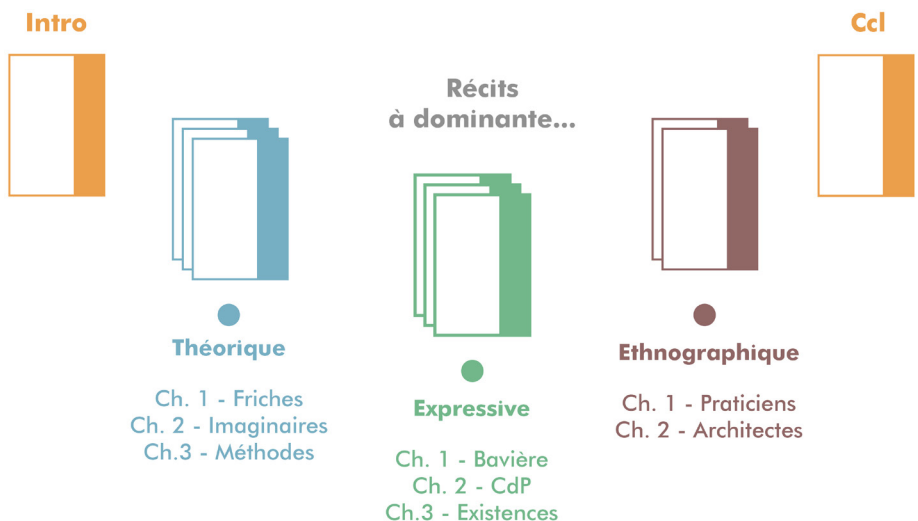 Intro
Ccl
Récits
à dominante...
Théorique
Ch. 1 - Friches
Ch. 2 - Imaginaires
Ch.3 - Méthodes
Expressive
Ch. 1 - Bavière
Ch. 2 - CdP
Ch.3 - Existences
Ethnographique
Ch. 1 - Praticiens
Ch. 2 - Architectes